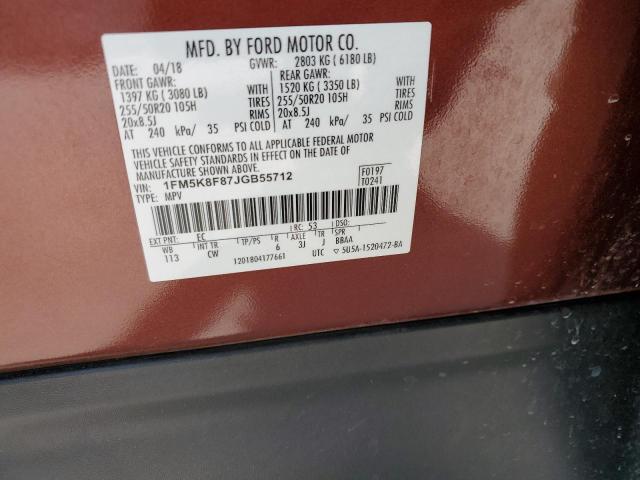 MFD. BY FORD MOTOR CO.
DATE: 04/18 GVWR: 2803 KG ( 6180 LB)
FRONT GAWR: REAR GAWR:
1397 KG ( 3080 LB) WITH 1520 KG ( 3350 LB) WITH
255/50R20 105H TIRES 255/50R20 105H TIRES
20x8.5J RIMS 20x8.5J RIMS
AT 240 kPa/ 35 PSI COLD AT 240 kPa/ 35 PSI COLD
THIS VEHICLE CONFORMS TO ALL APPLICABLE FEDERAL MOTOR
VEHICLE SAFETY STANDARDS IN EFFECT ON THE DATE OF
MANUFACTURE SHOWN ABOVE.
VIN: 1FM5K8F87JGB55712
TYPE: MPV
F0197
T0241
EXT PNT: EC RC: 53 DSO:
WB INT TR TP/PS R AXLE TR SPR
113 CW 6 3J J BBAA
1201804177661 UTC 5U5A-1520472-BA